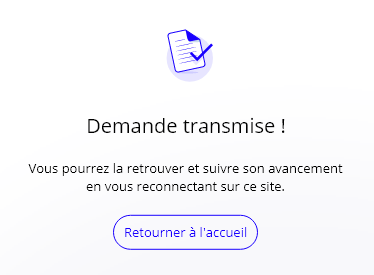 Demande transmise !
Vous pourrez la retrouver et suivre son avancement
en vous reconnectant sur ce site.
Retourner à l'accueil